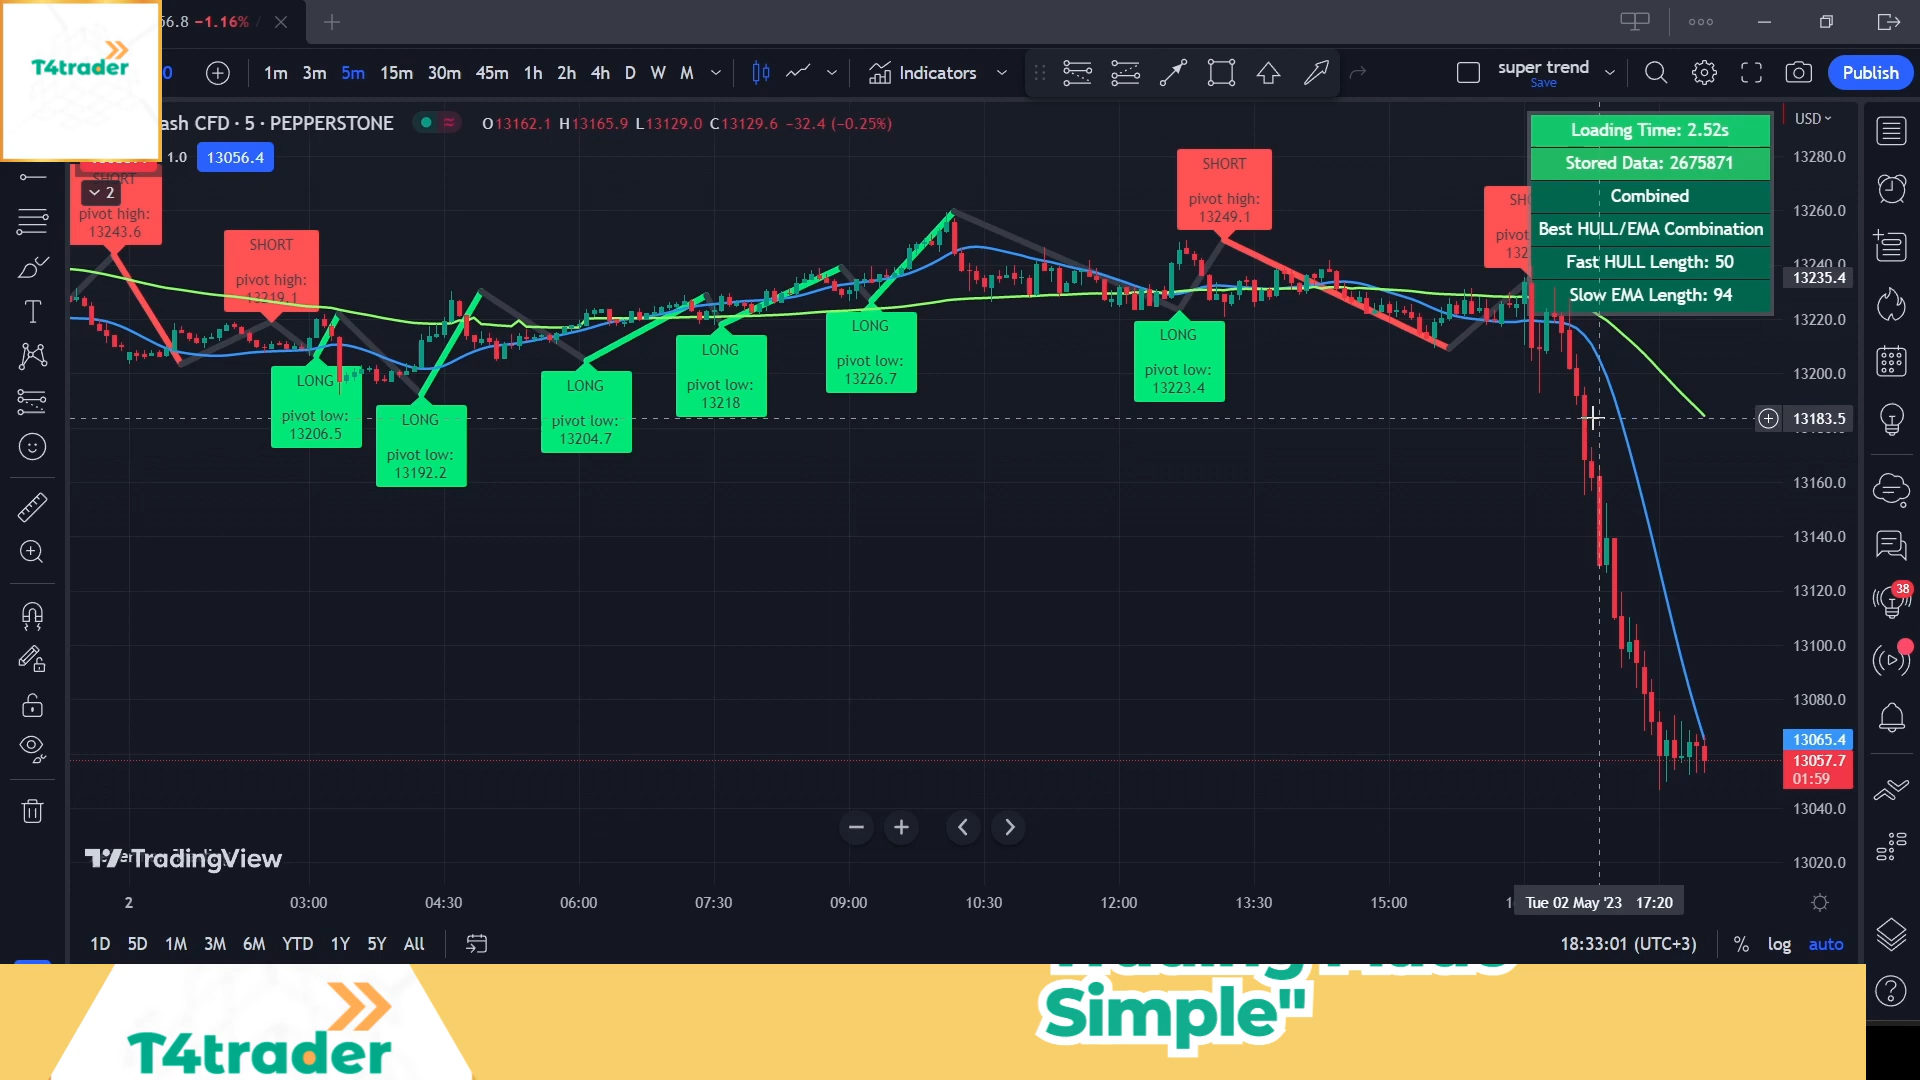 T4trader
56.8 −1.16%
0
1m 3m 5m 15m 30m 45m 1h 2h 4h D W M
Indicators
super trend
Save
Publish
ash CFD · 5 · PEPPERSTONE
O13162.1 H13165.9 L13129.0 C13129.6 −32.4 (−0.25%)
1.0
13056.4
2
Loading Time: 2.52s
Stored Data: 2675871
Combined
Best HULL/EMA Combination
Fast HULL Length: 50
Slow EMA Length: 94
SHORT
pivot high:
13243.6
SHORT
pivot high:
13219.1
LONG
pivot low:
13206.5
LONG
pivot low:
13192.2
LONG
pivot low:
13204.7
LONG
pivot low:
13218
LONG
pivot low:
13226.7
LONG
pivot low:
13223.4
SHORT
pivot high:
13249.1
USD
13280.0
13260.0
13240.0
13235.4
13220.0
13200.0
13183.5
13160.0
13140.0
13120.0
13100.0
13080.0
13065.4
13057.7
01:59
13040.0
13020.0
38
TradingView
2 03:00 04:30 06:00 07:30 09:00 10:30 12:00 13:30 15:00
Tue 02 May '23 17:20
1D 5D 1M 3M 6M YTD 1Y 5Y All
18:33:01 (UTC+3) % log auto
T4trader
Simple"